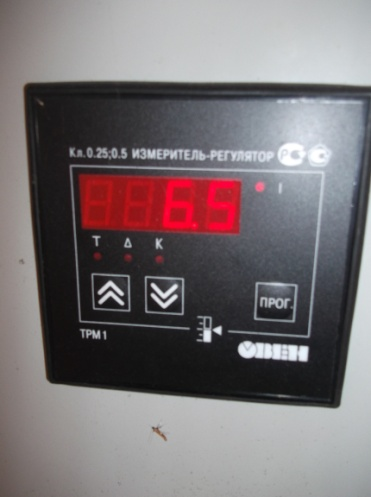 Кл. 0.25;0.5 ИЗМЕРИТЕЛЬ-РЕГУЛЯТОР
6.5 I
Т Δ К
ПРОГ.
ТРМ1
ОВЕН